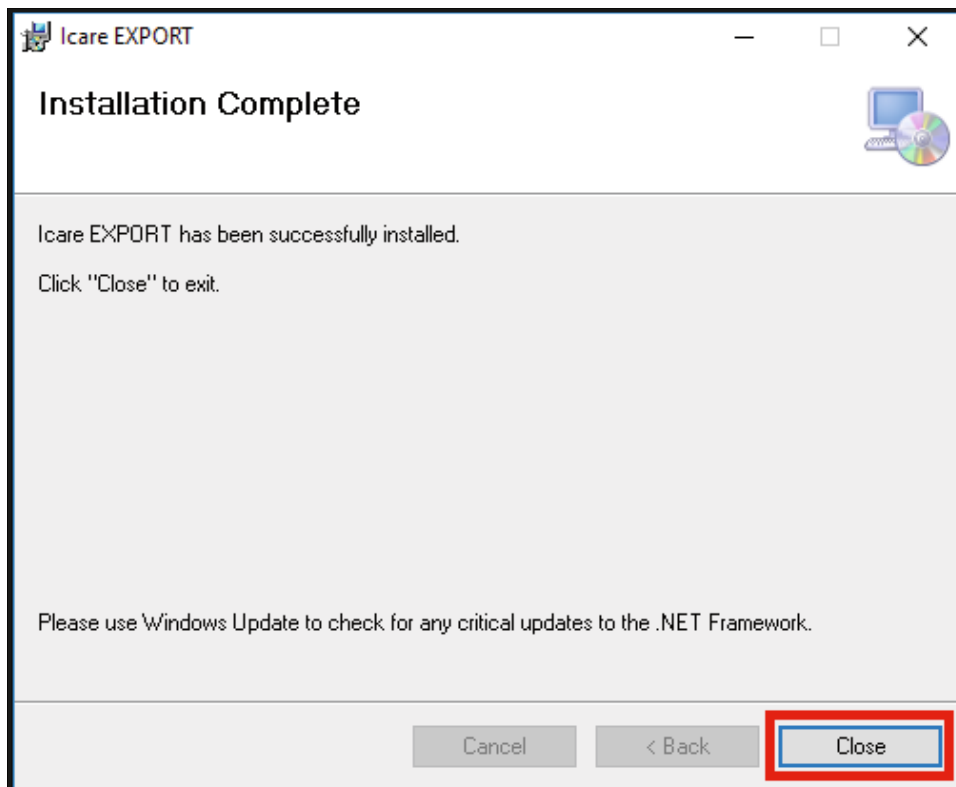 Icare EXPORT
Installation Complete
Icare EXPORT has been successfully installed.
Click "Close" to exit.
Please use Windows Update to check for any critical updates to the .NET Framework.
Cancel
< Back
Close